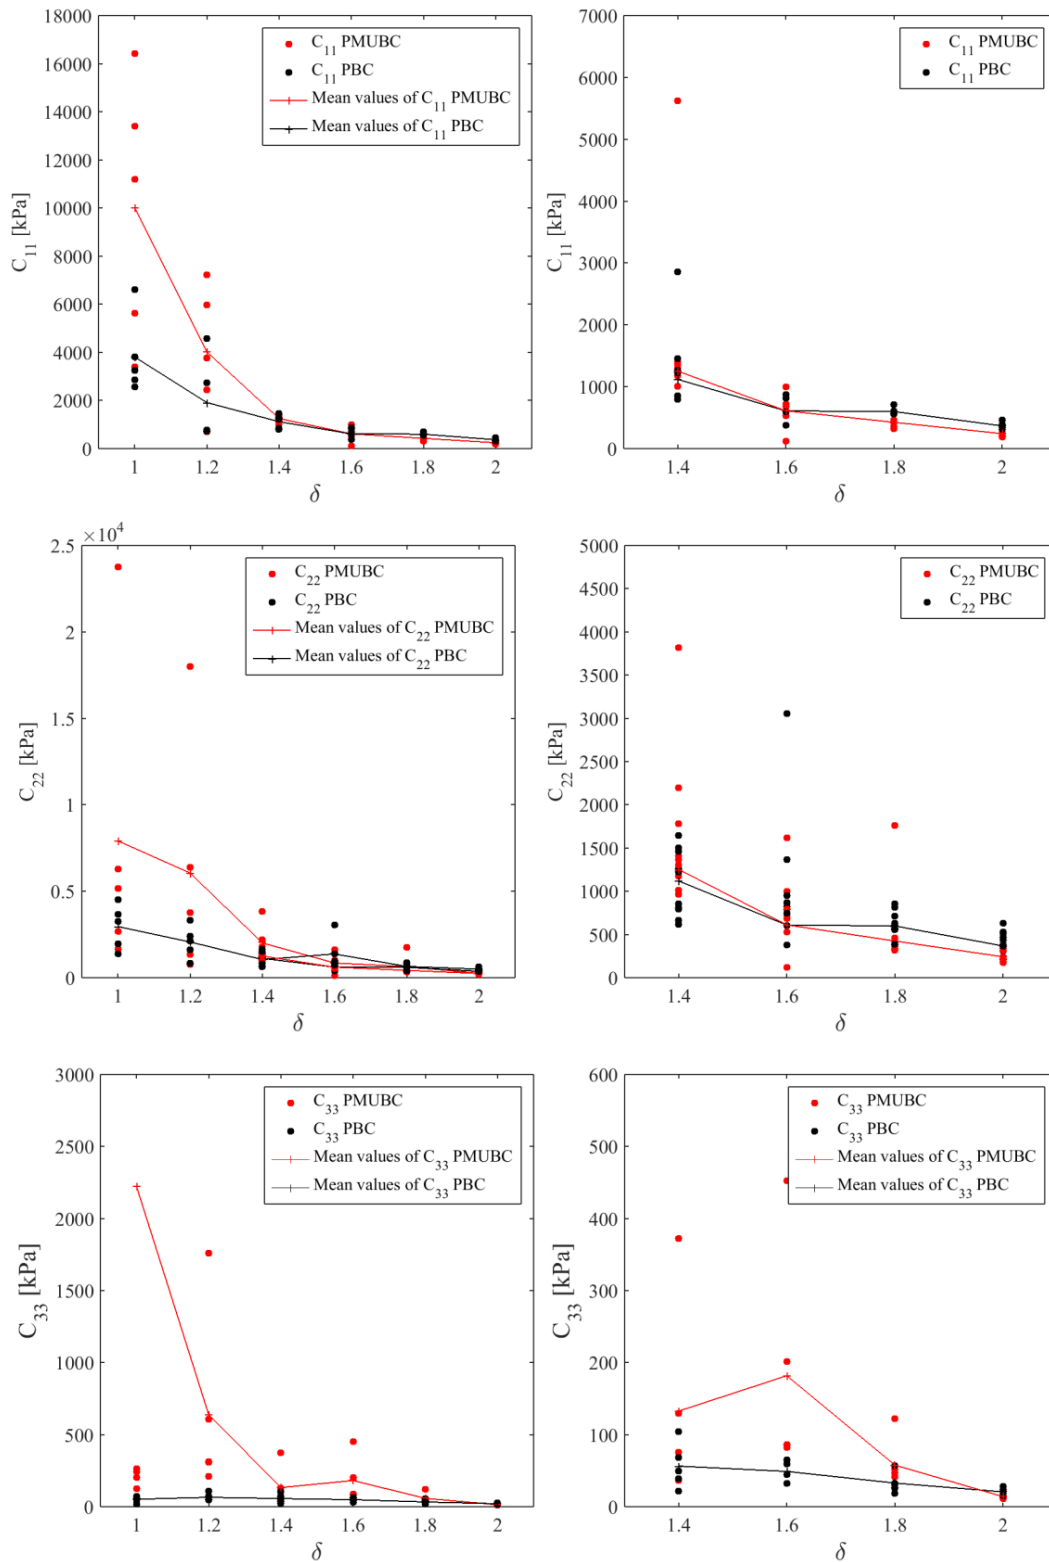 18000
16000
14000
12000
10000
8000
6000
4000
2000
0
C11 [kPa]
C11 PMUBC
C11 PBC
Mean values of C11 PMUBC
Mean values of C11 PBC
1 1.2 1.4 1.6 1.8 2
δ
7000
6000
5000
4000
3000
2000
1000
0
C11 [kPa]
C11 PMUBC
C11 PBC
1.4 1.6 1.8 2
δ
×10^4
2.5
2
1.5
1
0.5
0
C22 [kPa]
C22 PMUBC
C22 PBC
Mean values of C22 PMUBC
Mean values of C22 PBC
1 1.2 1.4 1.6 1.8 2
δ
5000
4500
4000
3500
3000
2500
2000
1500
1000
500
0
C22 [kPa]
C22 PMUBC
C22 PBC
1.4 1.6 1.8 2
δ
3000
2500
2000
1500
1000
500
0
C33 [kPa]
C33 PMUBC
C33 PBC
Mean values of C33 PMUBC
Mean values of C33 PBC
1 1.2 1.4 1.6 1.8 2
δ
600
500
400
300
200
100
0
C33 [kPa]
C33 PMUBC
C33 PBC
Mean values of C33 PMUBC
Mean values of C33 PBC
1.4 1.6 1.8 2
δ